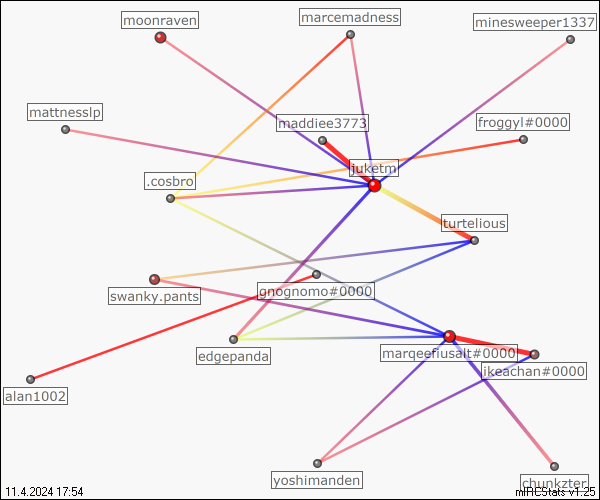 moonraven
marcemadness
minesweeper1337
mattnesslp
maddiee3773
froggyl#0000
juketm
.cosbro
turtelious
swanky.pants
gnognomo#0000
edgepanda
marqeefiusalt#0000
ikeachan#0000
alan1002
yoshimanden
chunkzter
11.4.2024 17:54
mIRCStats v1.25